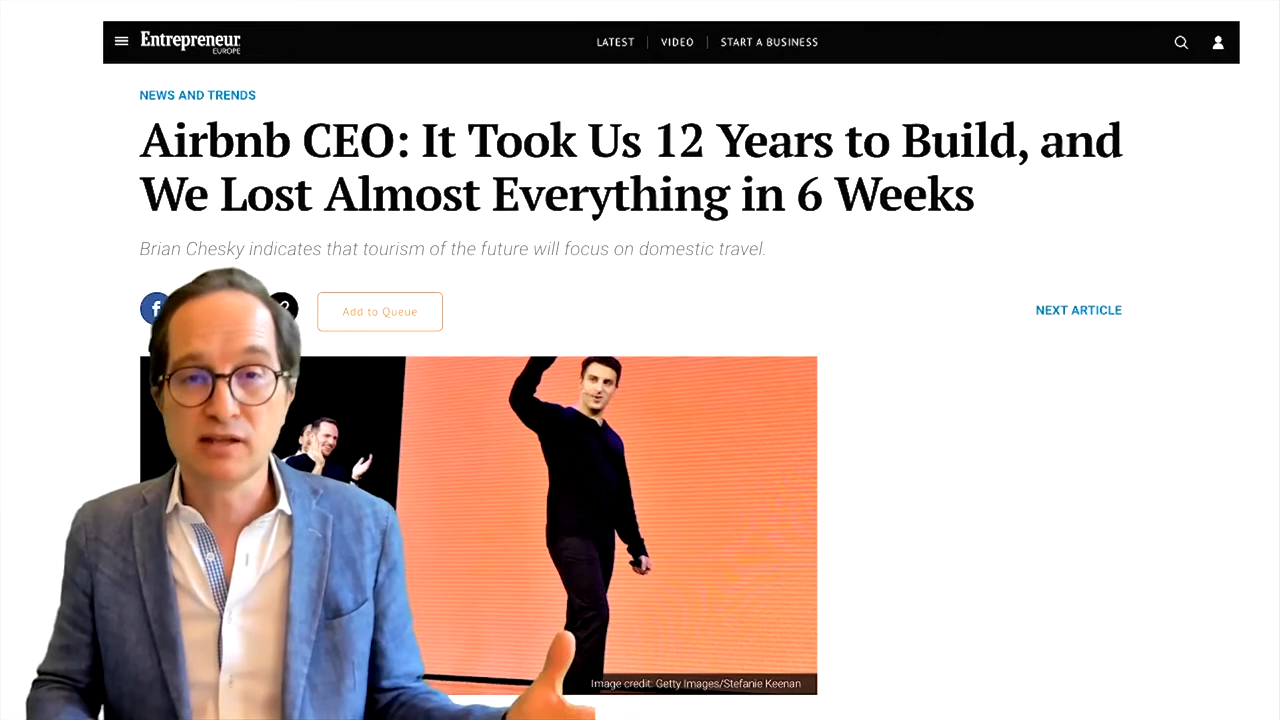 Entrepreneur
EUROPE
LATEST
VIDEO
START A BUSINESS
NEWS AND TRENDS
Airbnb CEO: It Took Us 12 Years to Build, and
We Lost Almost Everything in 6 Weeks
Brian Chesky indicates that tourism of the future will focus on domestic travel.
f
Add to Queue
NEXT ARTICLE
Image credit: Getty Images/Stefanie Keenan